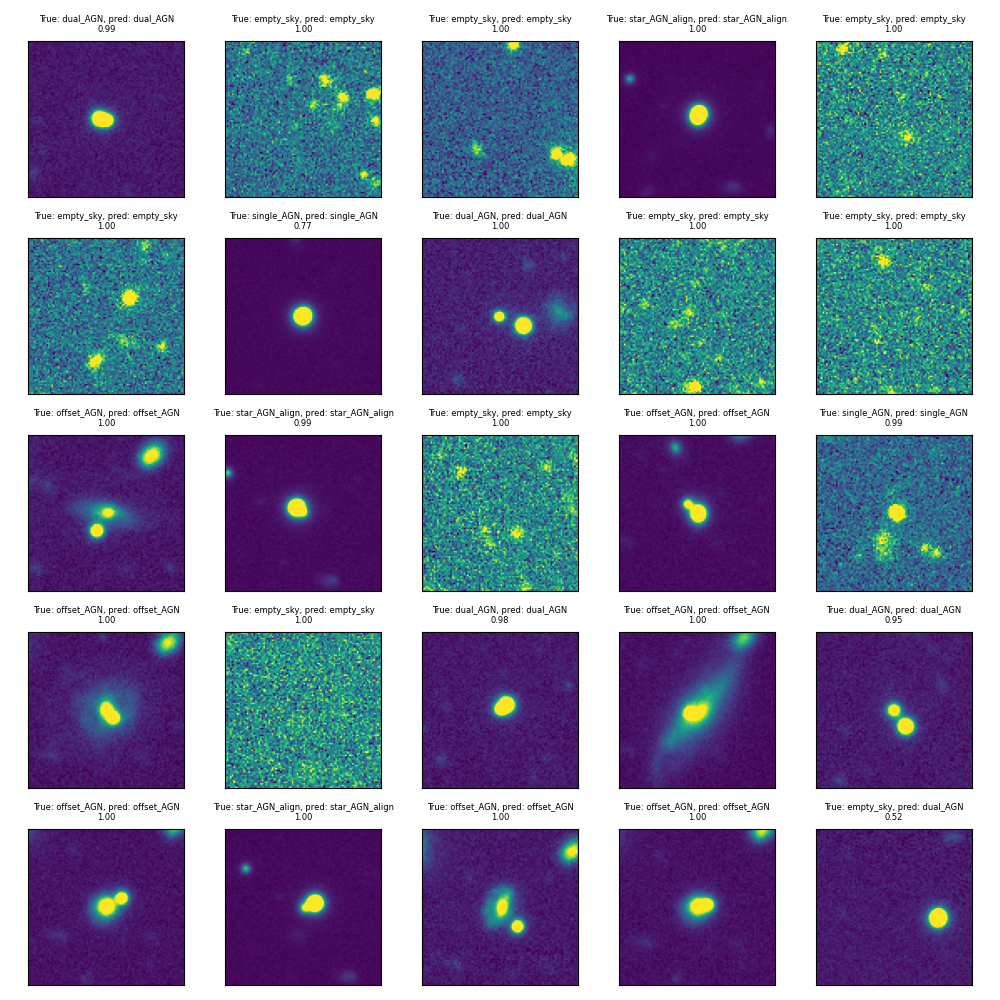 True: dual_AGN, pred: dual_AGN
0.99
True: empty_sky, pred: empty_sky
1.00
True: empty_sky, pred: empty_sky
1.00
True: star_AGN_align, pred: star_AGN_align
1.00
True: empty_sky, pred: empty_sky
1.00
True: empty_sky, pred: empty_sky
1.00
True: single_AGN, pred: single_AGN
0.77
True: dual_AGN, pred: dual_AGN
1.00
True: empty_sky, pred: empty_sky
1.00
True: empty_sky, pred: empty_sky
1.00
True: offset_AGN, pred: offset_AGN
1.00
True: star_AGN_align, pred: star_AGN_align
0.99
True: empty_sky, pred: empty_sky
1.00
True: offset_AGN, pred: offset_AGN
1.00
True: single_AGN, pred: single_AGN
0.99
True: offset_AGN, pred: offset_AGN
1.00
True: empty_sky, pred: empty_sky
1.00
True: dual_AGN, pred: dual_AGN
0.98
True: offset_AGN, pred: offset_AGN
1.00
True: dual_AGN, pred: dual_AGN
0.95
True: offset_AGN, pred: offset_AGN
1.00
True: star_AGN_align, pred: star_AGN_align
1.00
True: offset_AGN, pred: offset_AGN
1.00
True: offset_AGN, pred: offset_AGN
1.00
True: empty_sky, pred: dual_AGN
0.52